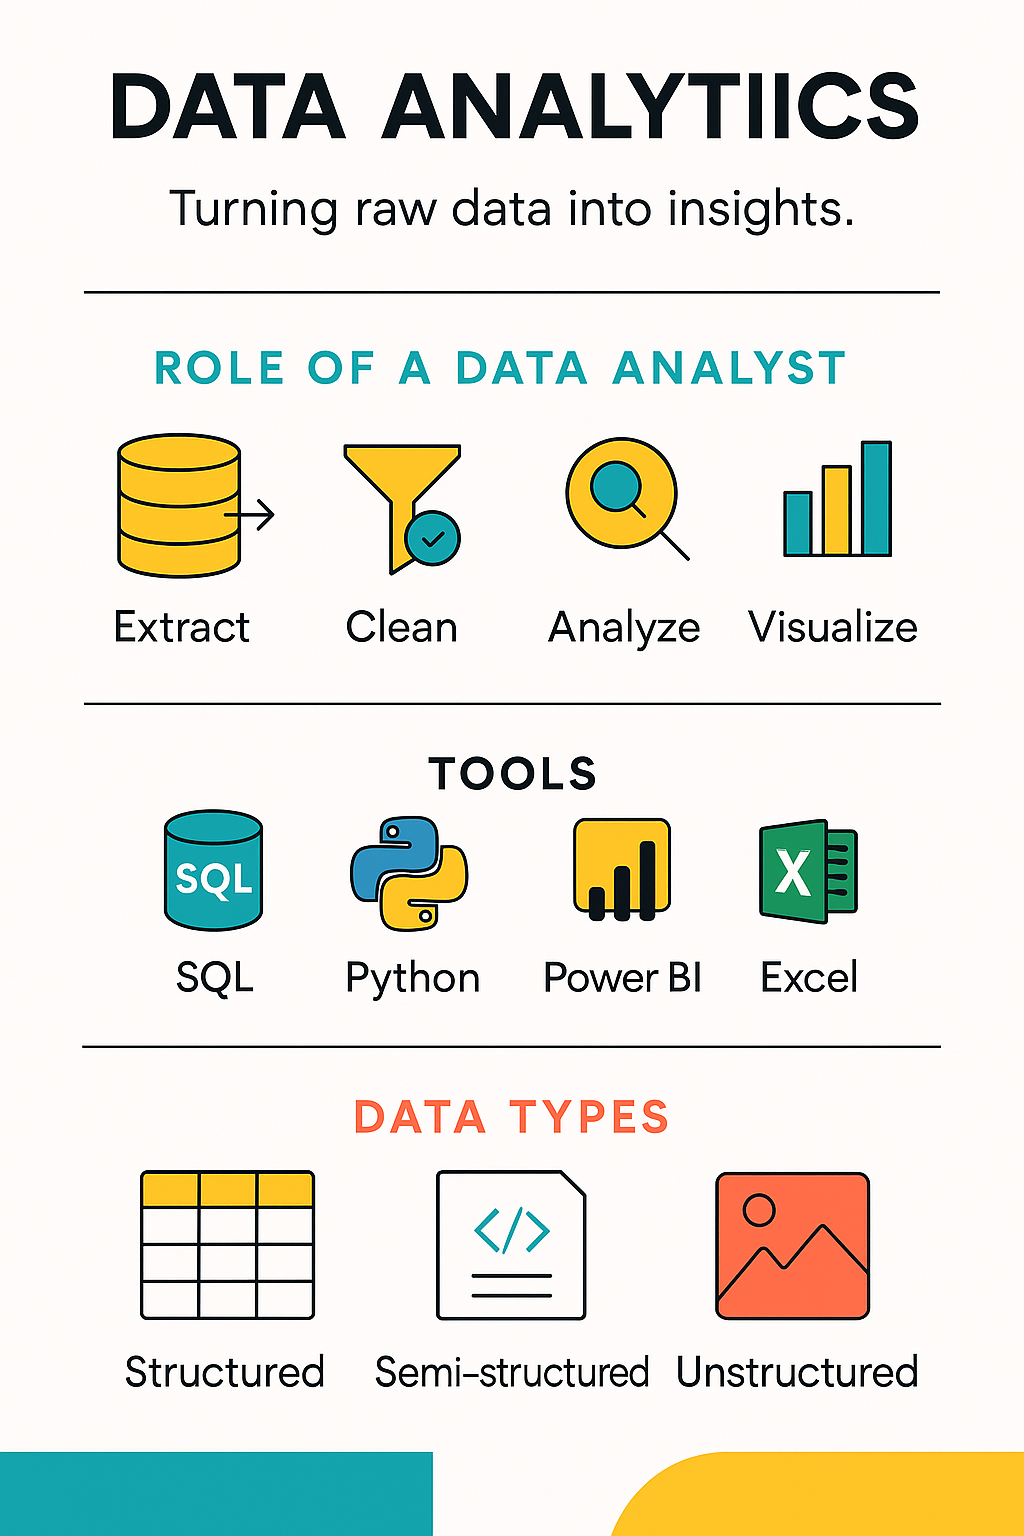 DATA ANALYTIICS
Turning raw data into insights.
ROLE OF A DATA ANALYST
Extract Clean Analyze Visualize
TOOLS
SQL X
SQL Python Power BI Excel
DATA TYPES
</>
Structured Semi-structured Unstructured